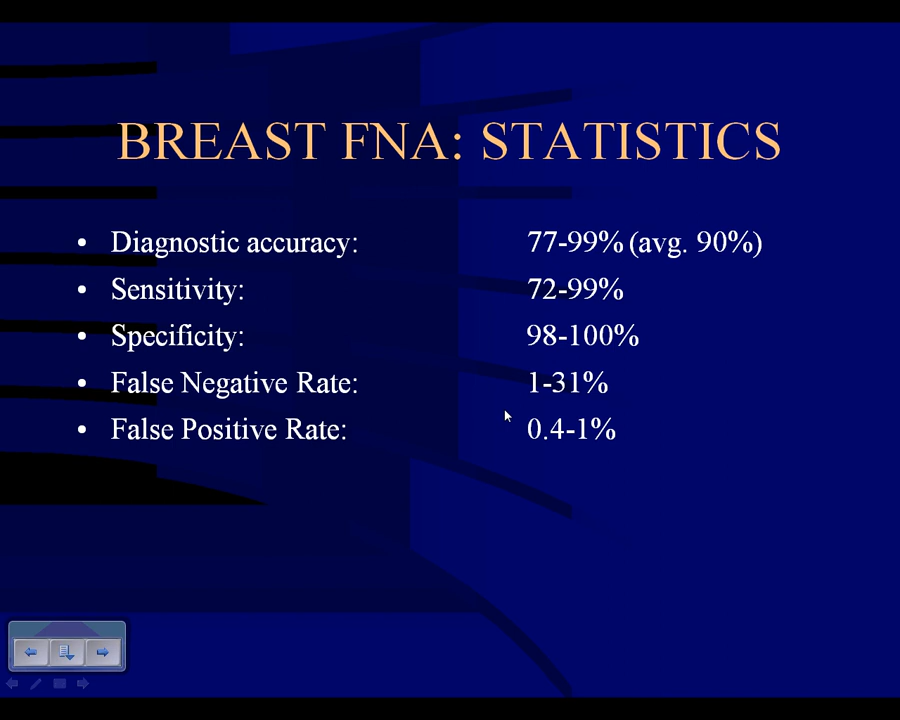 BREAST FNA: STATISTICS
• Diagnostic accuracy: 77-99% (avg. 90%)
• Sensitivity: 72-99%
• Specificity: 98-100%
• False Negative Rate: 1-31%
• False Positive Rate: 0.4-1%